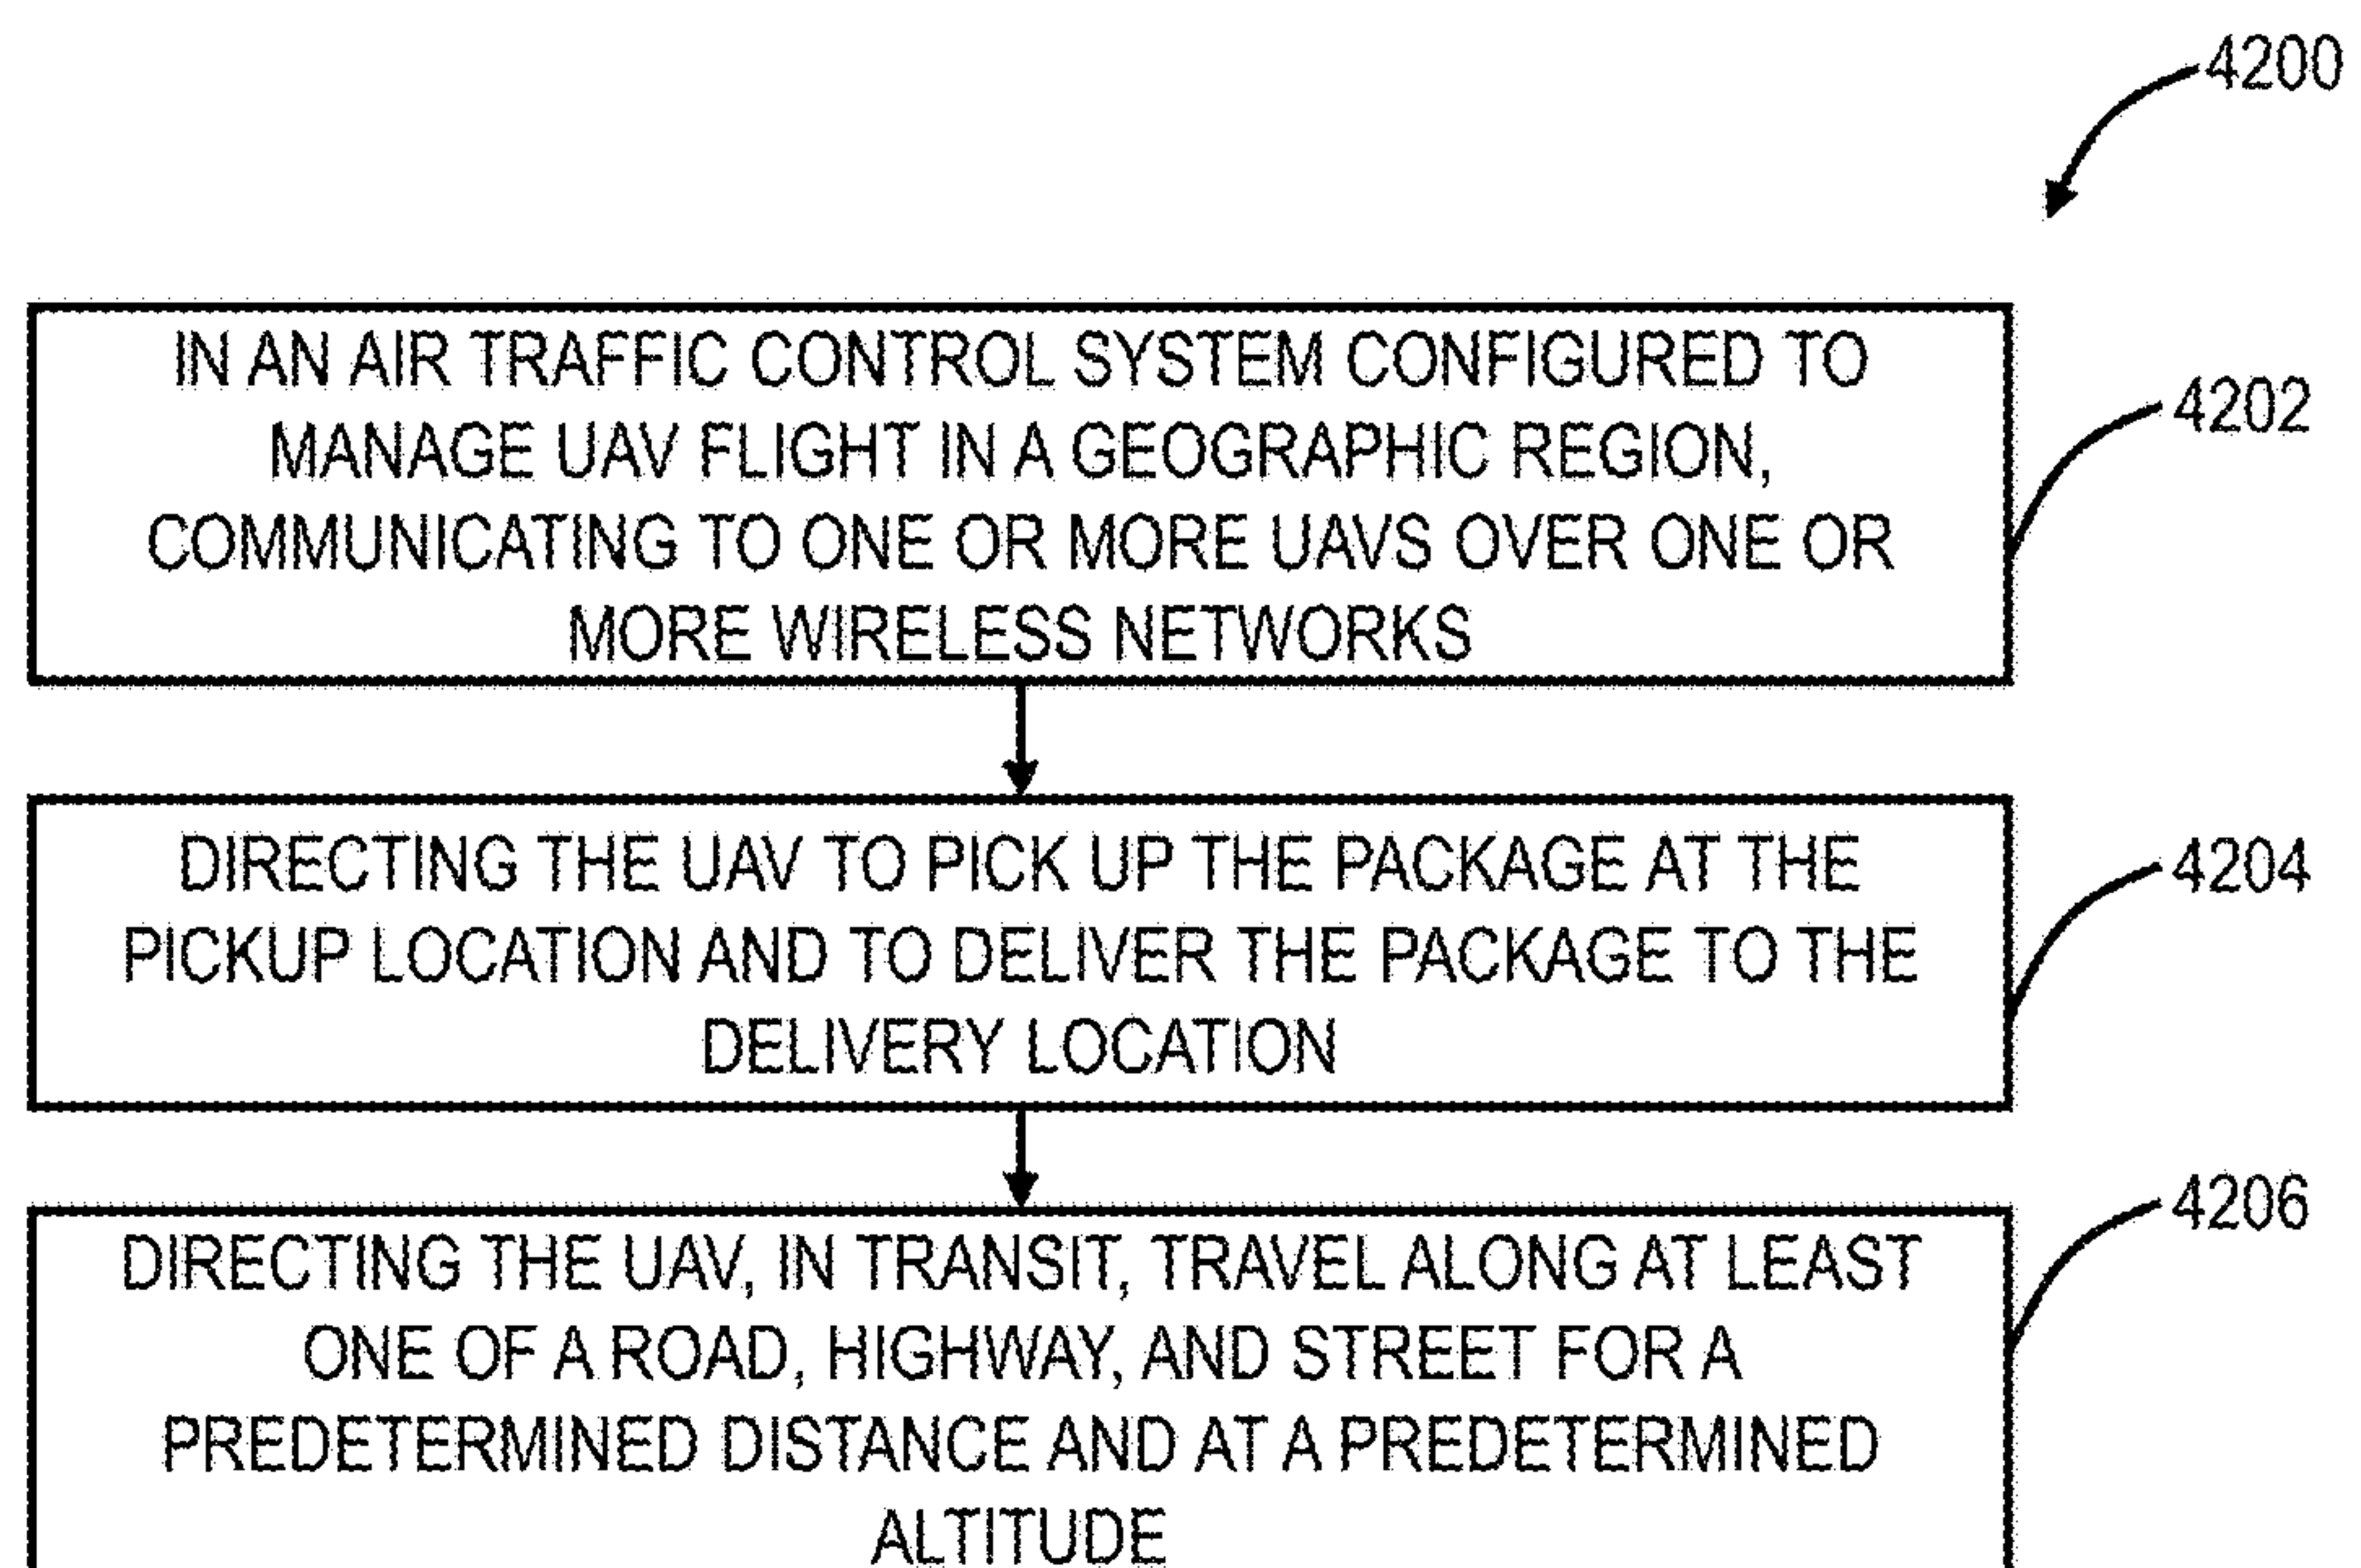 4200
IN AN AIR TRAFFIC CONTROL SYSTEM CONFIGURED TO
MANAGE UAV FLIGHT IN A GEOGRAPHIC REGION,
COMMUNICATING TO ONE OR MORE UAVS OVER ONE OR
MORE WIRELESS NETWORKS
4202
DIRECTING THE UAV TO PICK UP THE PACKAGE AT THE
PICKUP LOCATION AND TO DELIVER THE PACKAGE TO THE
DELIVERY LOCATION
4204
DIRECTING THE UAV, IN TRANSIT, TRAVEL ALONG AT LEAST
ONE OF A ROAD, HIGHWAY, AND STREET FOR A
PREDETERMINED DISTANCE AND AT A PREDETERMINED
ALTITUDE
4206